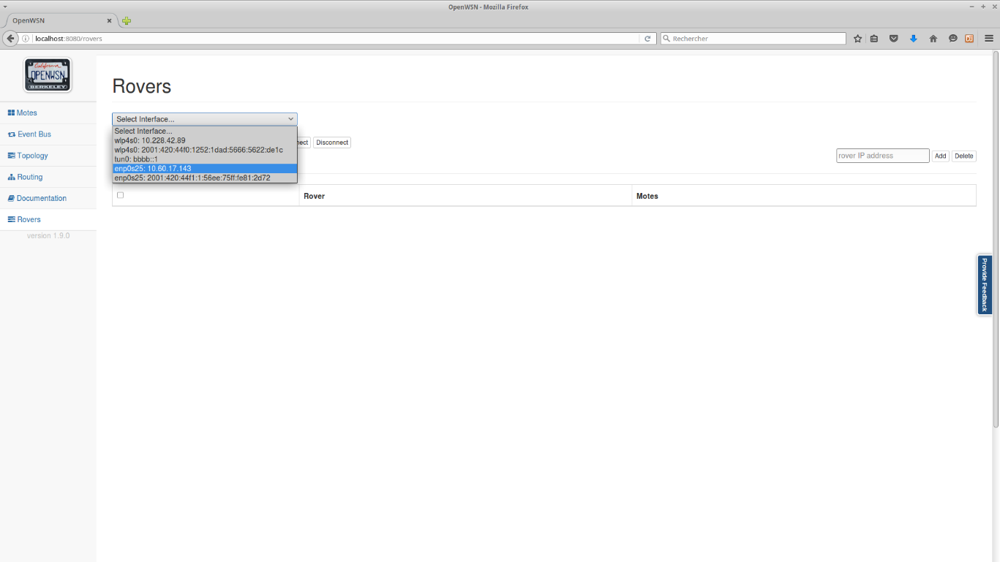 OpenWSN - Mozilla Firefox
OpenWSN
localhost:8080/rovers
Rechercher
California
OPENWSN
BERKELEY
Motes
Event Bus
Topology
Routing
Documentation
Rovers
version 1.9.0
Rovers
Select Interface...
Select Interface...
wlp4s0: 10.228.42.89
wlp4s0: 2001:420:44f0:1252:1dad:5666:5622:de1c
tun0: bbbb::1
enp0s25: 10.60.17.143
enp0s25: 2001:420:44f1:1:56ee:75ff:fe81:2d72
Disconnect
rover IP address Add Delete
Rover Motes
Provide Feedback